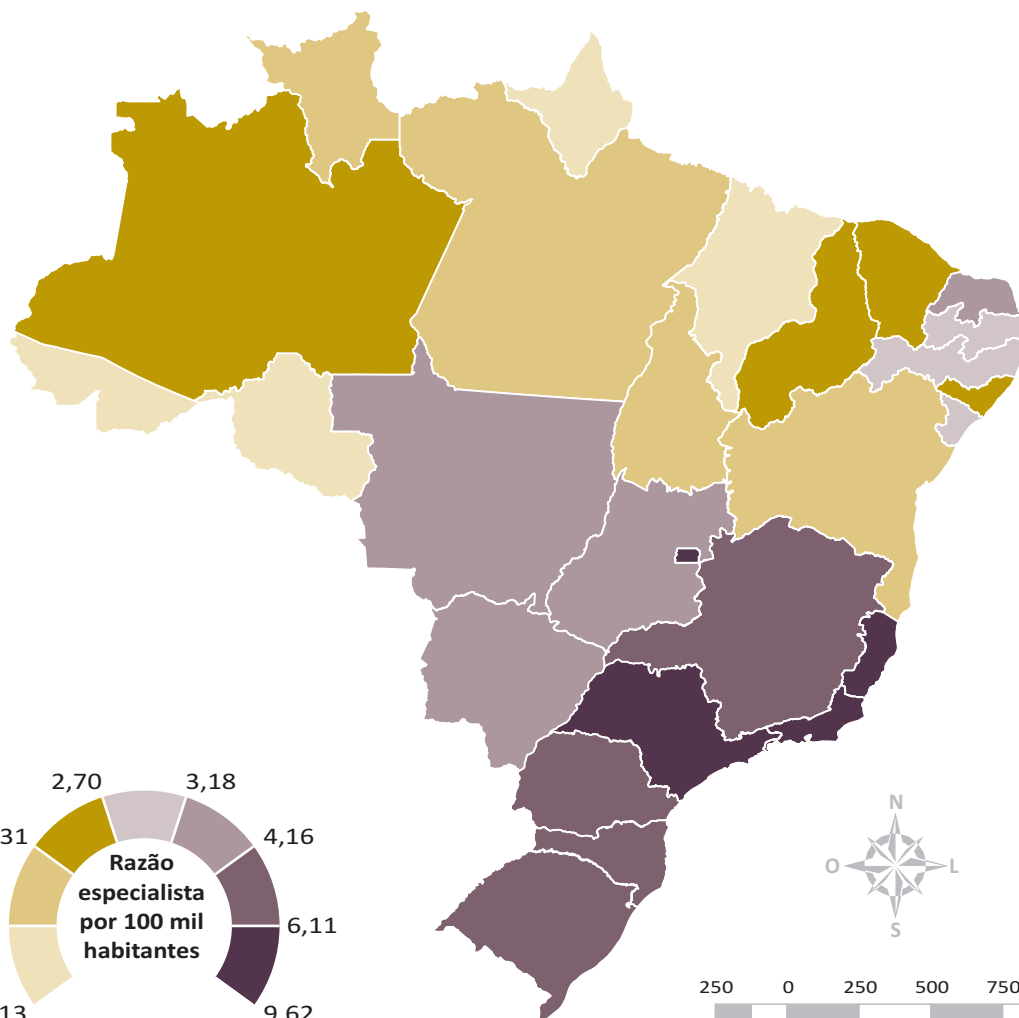 2,70
3,18
31
4,16
Razão
especialista
por 100 mil
habitantes
6,11
13
9,62
N
O
L
S
250 0 250 500 750